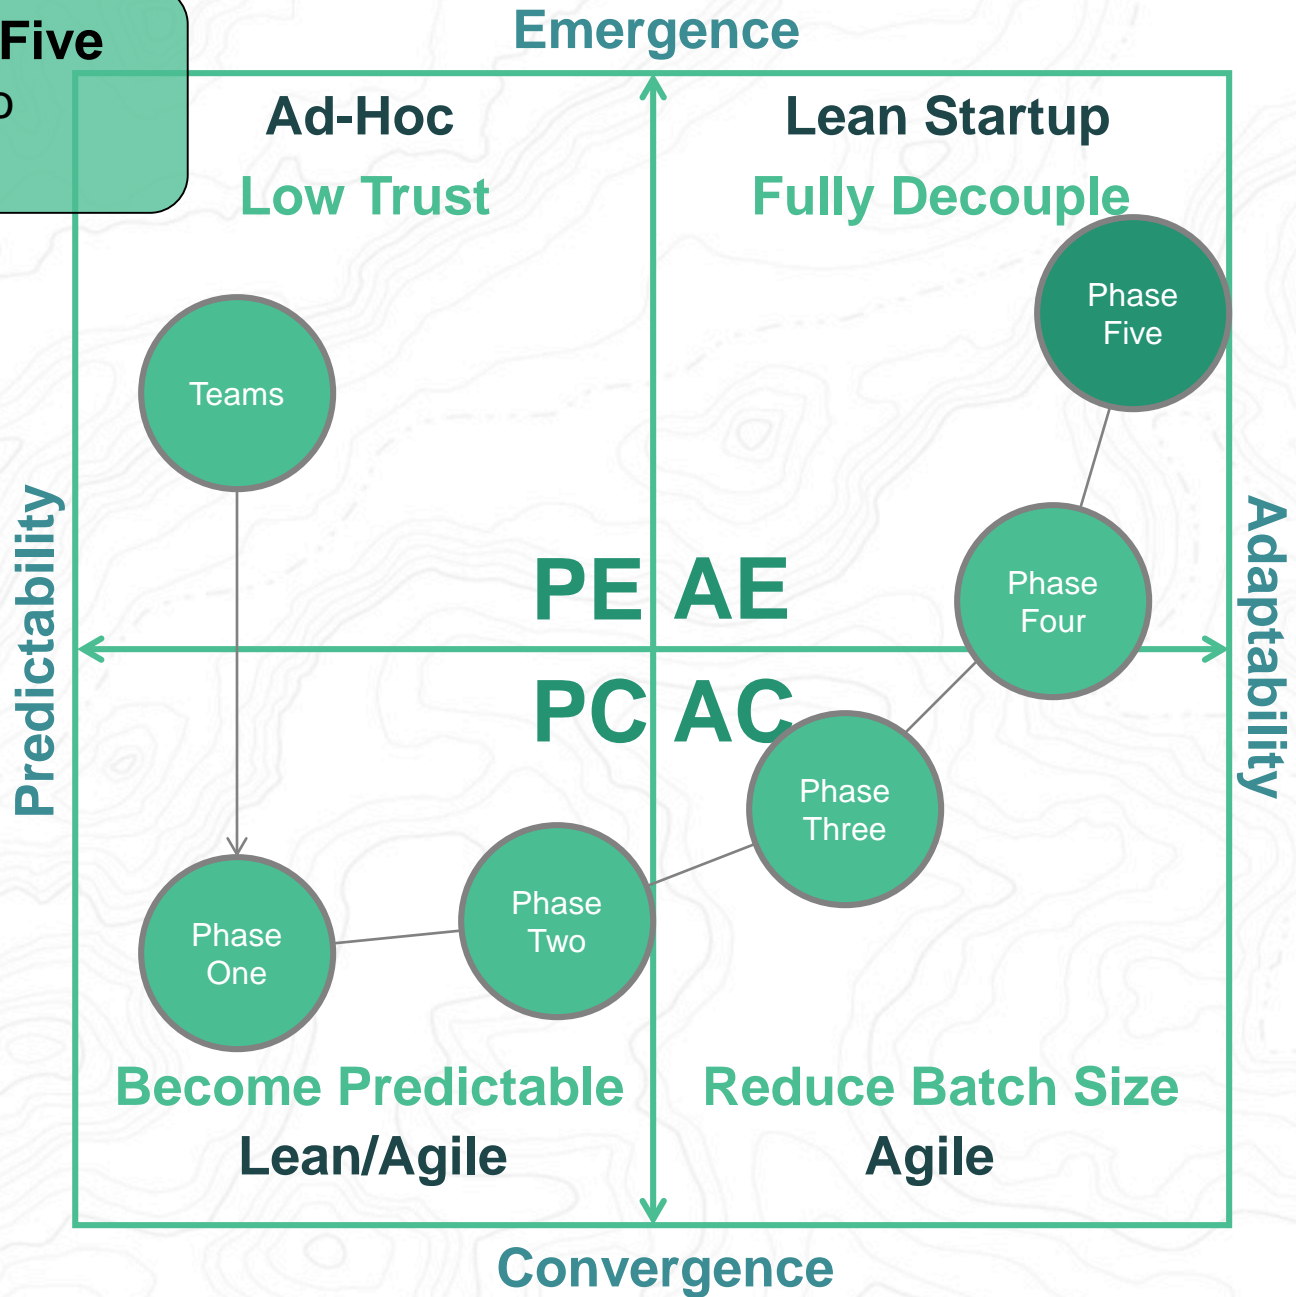 Five
Emergence
Ad-Hoc
Lean Startup
Low Trust
Fully Decouple
Phase
Five
Teams
Predictability
Adaptability
PE AE
Phase
Four
PC AC
Phase
Three
Phase
Two
Phase
One
Become Predictable
Reduce Batch Size
Lean/Agile
Agile
Convergence